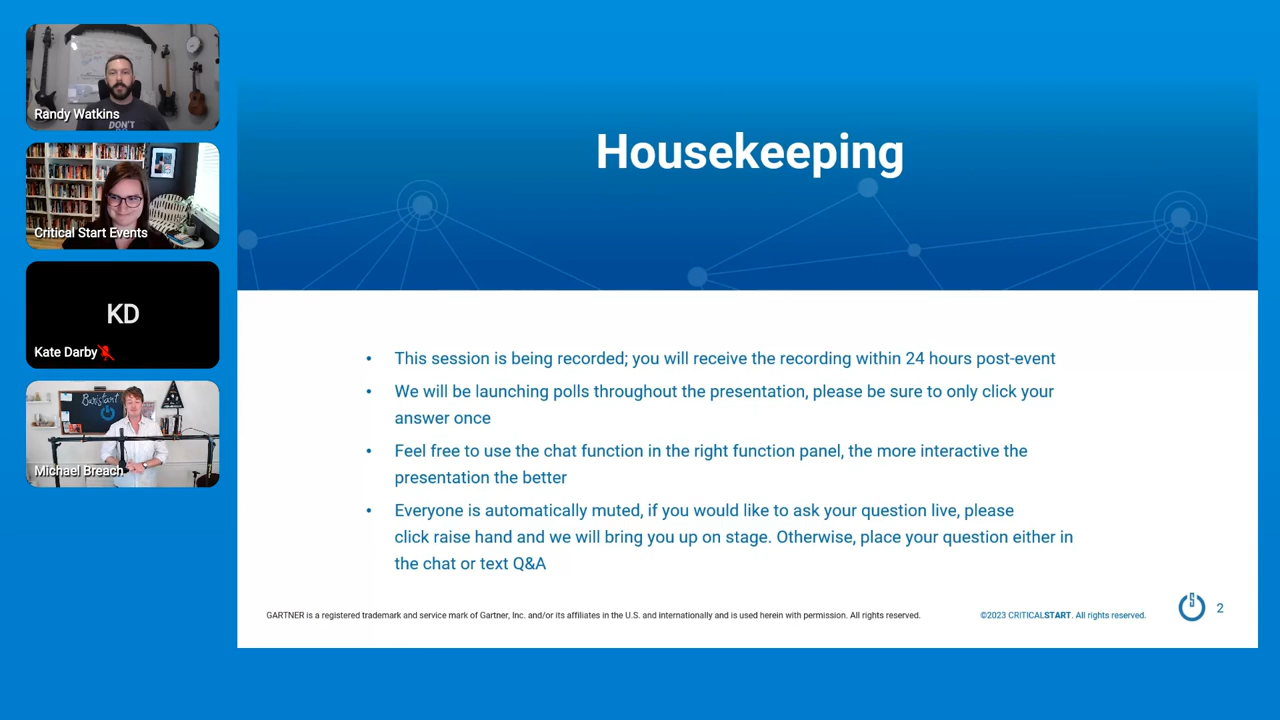 Randy Watkins
DON'T
Critical Start Events
KD
Kate Darby
Baristart
Michael Breach
Housekeeping
• This session is being recorded; you will receive the recording within 24 hours post-event
• We will be launching polls throughout the presentation, please be sure to only click your
answer once
• Feel free to use the chat function in the right function panel, the more interactive the
presentation the better
• Everyone is automatically muted, if you would like to ask your question live, please
click raise hand and we will bring you up on stage. Otherwise, place your question either in
the chat or text Q&A
GARTNER is a registered trademark and service mark of Gartner, Inc. and/or its affiliates in the U.S. and internationally and is used herein with permission. All rights reserved.
©2023 CRITICALSTART. All rights reserved.
2